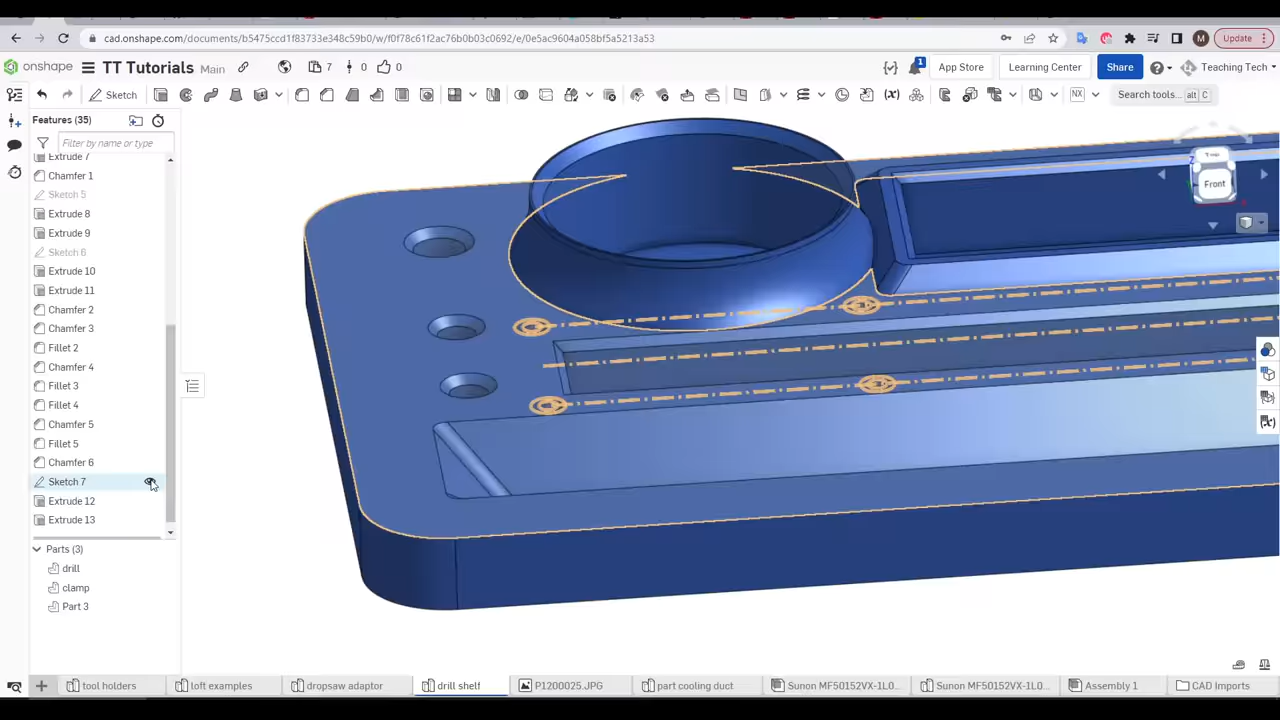 cad.onshape.com/documents/b5475ccd1f83733e348c59b0/w/f0f78c61f2ac76b0b03c0692/e/0e5ac9604a058bf5a5213a53
M
Update
onshape
TT Tutorials
Main
7
0
0
1
App Store
Learning Center
Share
Teaching Tech
Sketch
NX
Search tools...
alt
C
Features (35)
Filter by name or type
Extrude 7
Chamfer 1
Sketch 5
Extrude 8
Extrude 9
Sketch 6
Extrude 10
Extrude 11
Chamfer 2
Chamfer 3
Fillet 2
Chamfer 4
Fillet 3
Fillet 4
Chamfer 5
Fillet 5
Chamfer 6
Sketch 7
Extrude 12
Extrude 13
Parts (3)
drill
clamp
Part 3
Top
Front
tool holders
loft examples
dropsaw adaptor
drill shelf
P1200025.JPG
part cooling duct
Sunon MF50152VX-1L0...
Sunon MF50152VX-1L0...
Assembly 1
CAD Imports